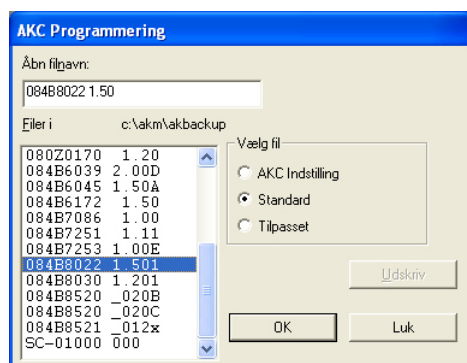 AKC Programmering
Åbn filnavn:
084B8022 1.50
Filer i c:\akm\akbackup
080Z0170 1.20
084B6039 2.00D
084B6045 1.50A
084B6172 1.50
084B7086 1.00
084B7251 1.11
084B7253 1.00E
084B8022 1.501
084B8030 1.201
084B8520 _020B
084B8520 _020C
084B8521 _012x
SC-01000 000
Vælg fil
AKC Indstilling
Standard
Tilpasset
Udskriv
OK
Luk